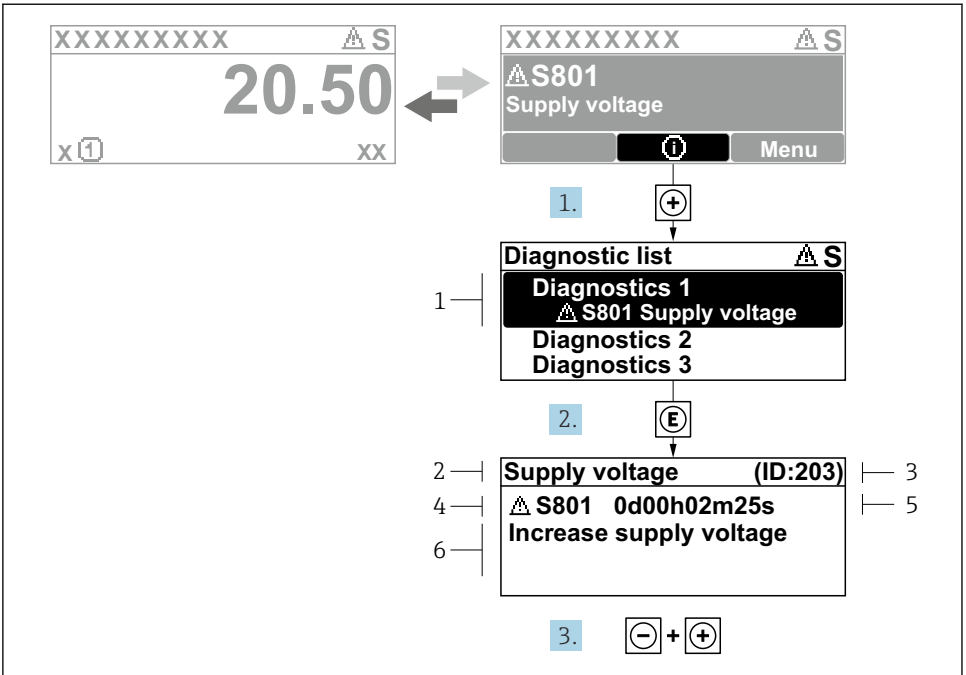 XXXXXXXXX ⚠ S
20.50
x ① XX
XXXXXXXXX ⚠ S
⚠ S801
Supply voltage
ⓘ Menu
1. +
Diagnostic list ⚠ S
1
Diagnostics 1
⚠ S801 Supply voltage
Diagnostics 2
Diagnostics 3
2. E
2 Supply voltage (ID:203) 3
4 ⚠ S801 0d00h02m25s 5
6 Increase supply voltage
3. − + +